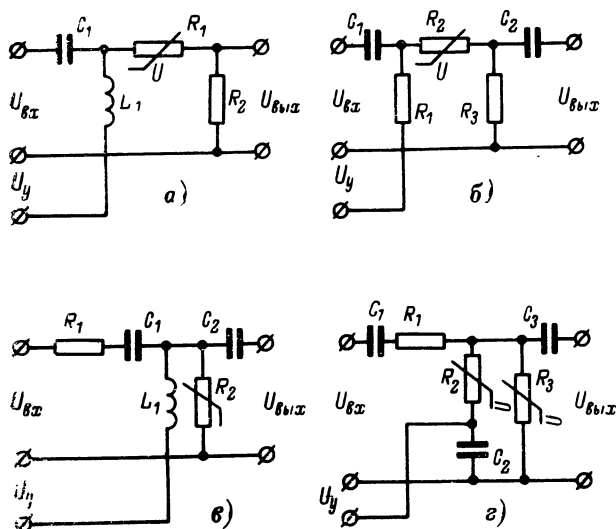 C₁ R₁
U
L₁ R₂
Uвх Uвых
Uу
а)
C₁ R₂ C₂
U
R₁ R₃
Uвх Uвых
Uу
б)
R₁ C₁ C₂
L₁ R₂
Uвх Uвых
в)
C₁ R₁ C₃
R₂ R₃
U U
Uвх Uвых
C₂
Uу
г)